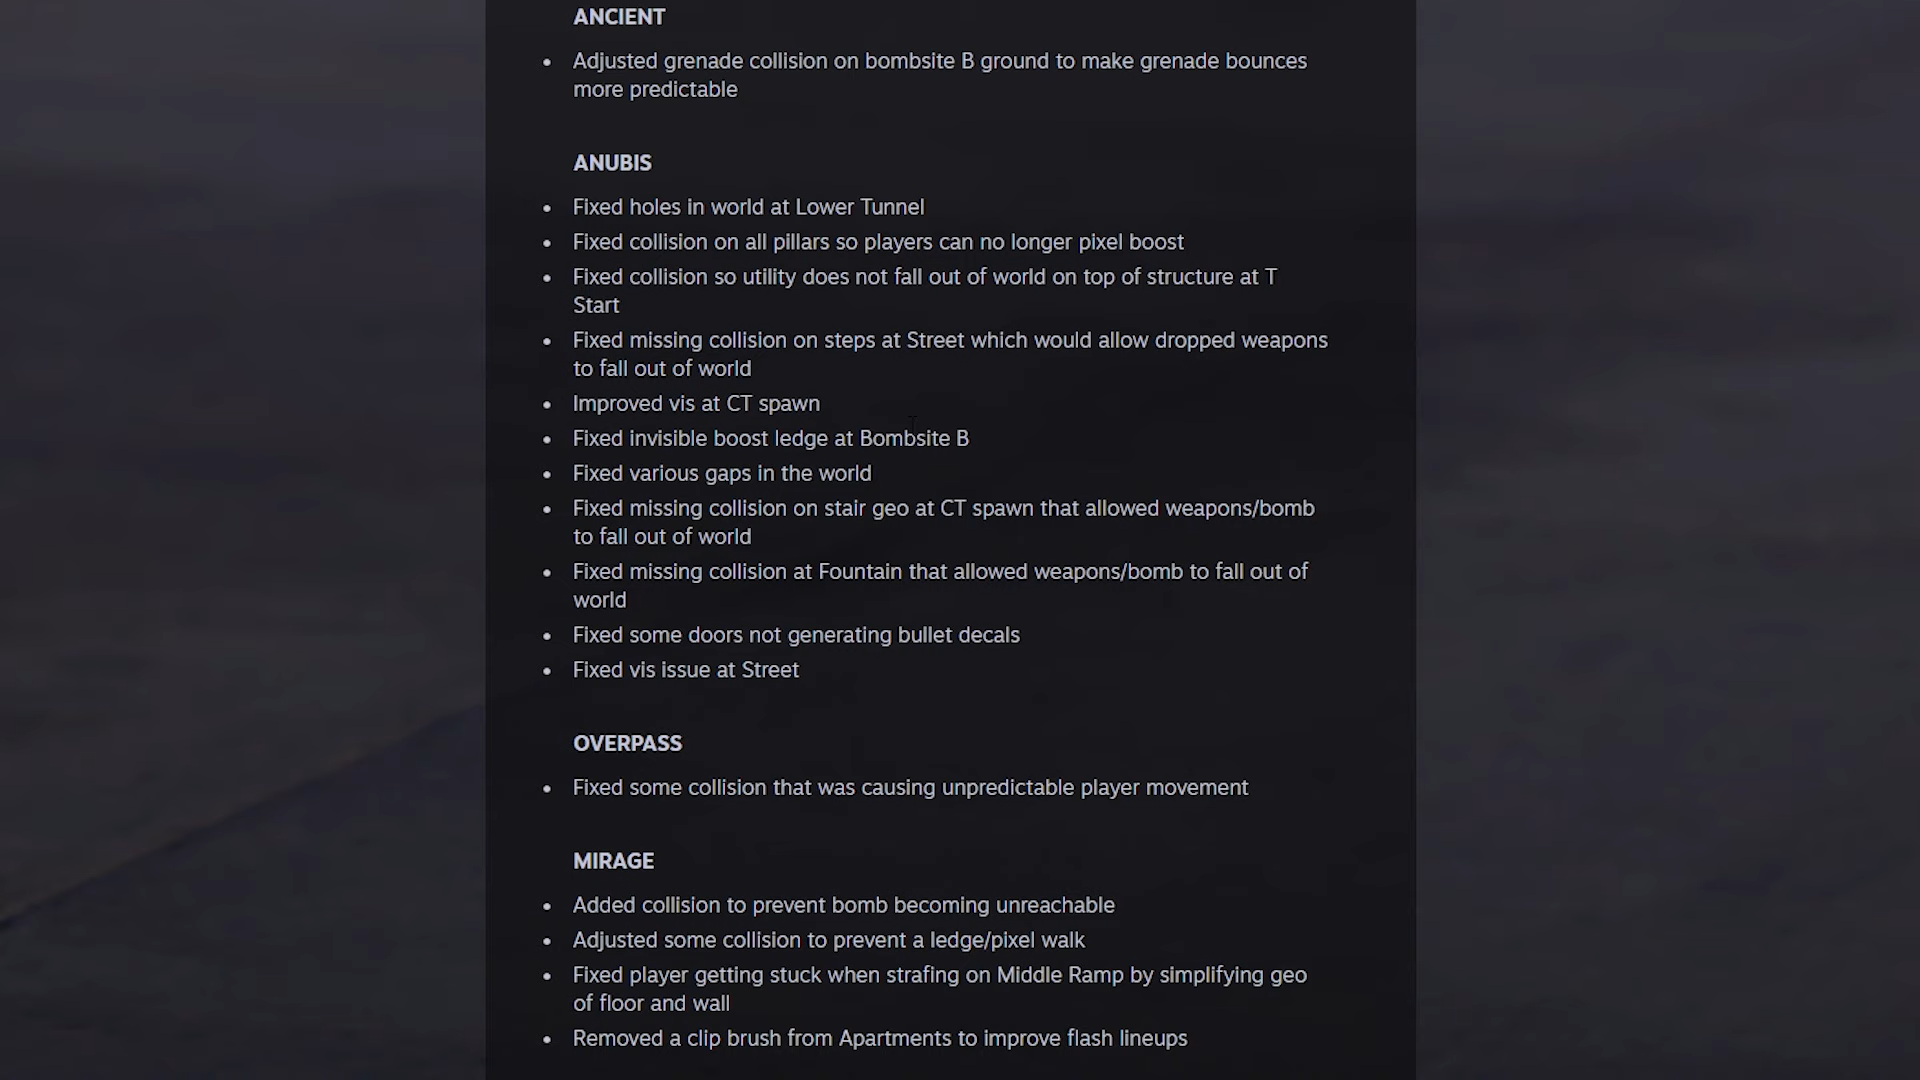 ANCIENT
• Adjusted grenade collision on bombsite B ground to make grenade bounces
more predictable
ANUBIS
• Fixed holes in world at Lower Tunnel
• Fixed collision on all pillars so players can no longer pixel boost
• Fixed collision so utility does not fall out of world on top of structure at T
Start
• Fixed missing collision on steps at Street which would allow dropped weapons
to fall out of world
• Improved vis at CT spawn
• Fixed invisible boost ledge at Bombsite B
• Fixed various gaps in the world
• Fixed missing collision on stair geo at CT spawn that allowed weapons/bomb
to fall out of world
• Fixed missing collision at Fountain that allowed weapons/bomb to fall out of
world
• Fixed some doors not generating bullet decals
• Fixed vis issue at Street
OVERPASS
• Fixed some collision that was causing unpredictable player movement
MIRAGE
• Added collision to prevent bomb becoming unreachable
• Adjusted some collision to prevent a ledge/pixel walk
• Fixed player getting stuck when strafing on Middle Ramp by simplifying geo
of floor and wall
• Removed a clip brush from Apartments to improve flash lineups